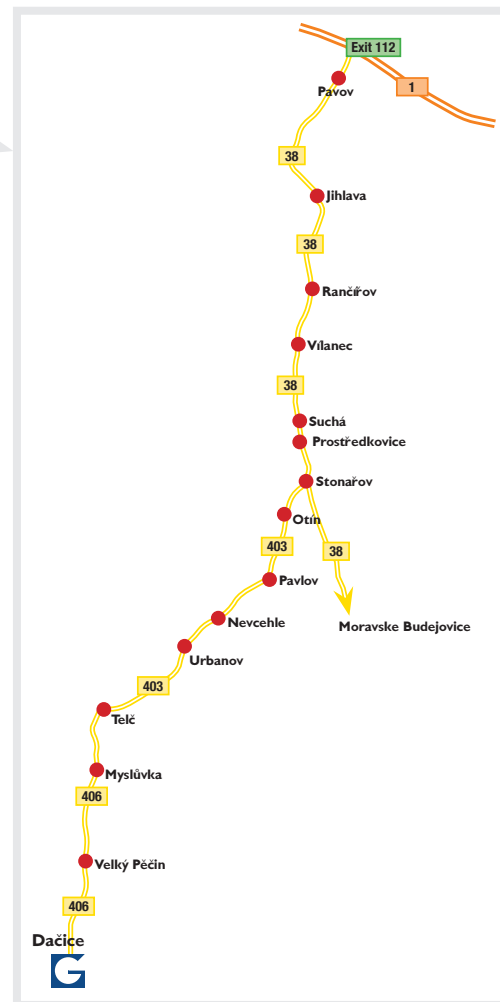 Exit 112
1
Pavov
38
Jihlava
38
Rančířov
Vílanec
38
Suchá
Prostředkovice
Stonařov
Otín
403
38
Pavlov
Nevcehle
Moravske Budejovice
Urbanov
403
Telč
Myslůvka
406
Velký Pěčin
406
Dačice
G